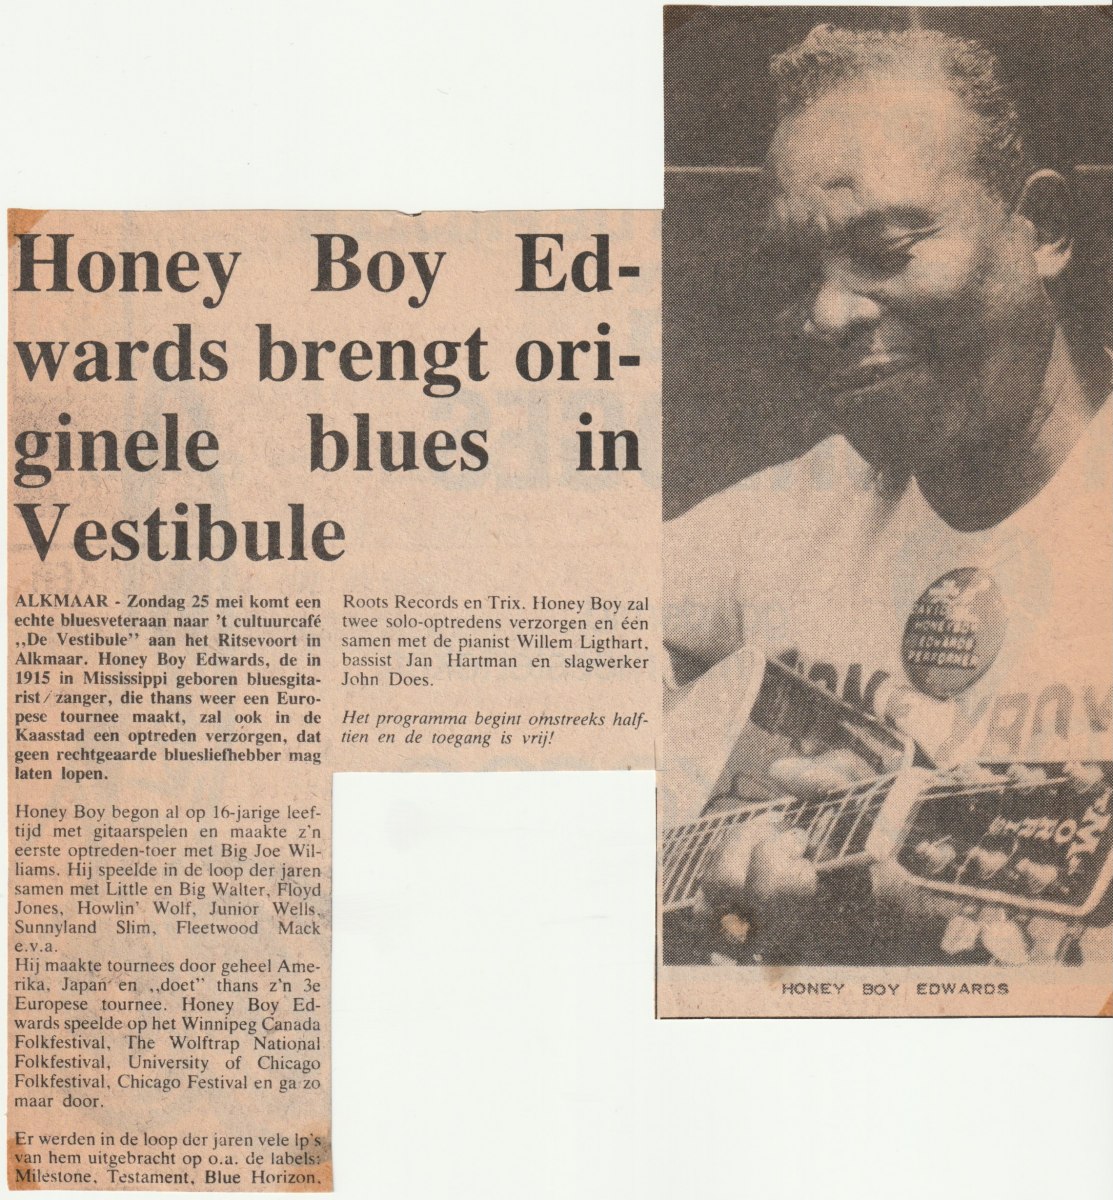 Honey Boy Ed-
wards brengt ori-
ginele blues in
Vestibule
ALKMAAR - Zondag 25 mei komt een
echte bluesveteraan naar 't cultuurcafé
,,De Vestibule” aan het Ritsevoort in
Alkmaar. Honey Boy Edwards, de in
1915 in Mississippi geboren bluesgita-
rist/zanger, die thans weer een Euro-
pese tournee maakt, zal ook in de
Kaasstad een optreden verzorgen, dat
geen rechtgeaarde bluesliefhebber mag
laten lopen.
Honey Boy begon al op 16-jarige leef-
tijd met gitaarspelen en maakte z'n
eerste optreden-toer met Big Joe Wil-
liams. Hij speelde in de loop der jaren
samen met Little en Big Walter, Floyd
Jones, Howlin' Wolf, Junior Wells,
Sunnyland Slim, Fleetwood Mack
e.v.a.
Hij maakte tournees door geheel Ame-
rika, Japan en ,,doet” thans z'n 3e
Europese tournee. Honey Boy Ed-
wards speelde op het Winnipeg Canada
Folkfestival, The Wolftrap National
Folkfestival, University of Chicago
Folkfestival, Chicago Festival en ga zo
maar door.
Er werden in de loop der jaren vele lp's
van hem uitgebracht op o.a. de labels:
Milestone, Testament, Blue Horizon,
Roots Records en Trix. Honey Boy zal
twee solo-optredens verzorgen en één
samen met de pianist Willem Ligthart,
bassist Jan Hartman en slagwerker
John Does.
Het programma begint omstreeks half-
tien en de toegang is vrij!
HONEY BOY EDWARDS